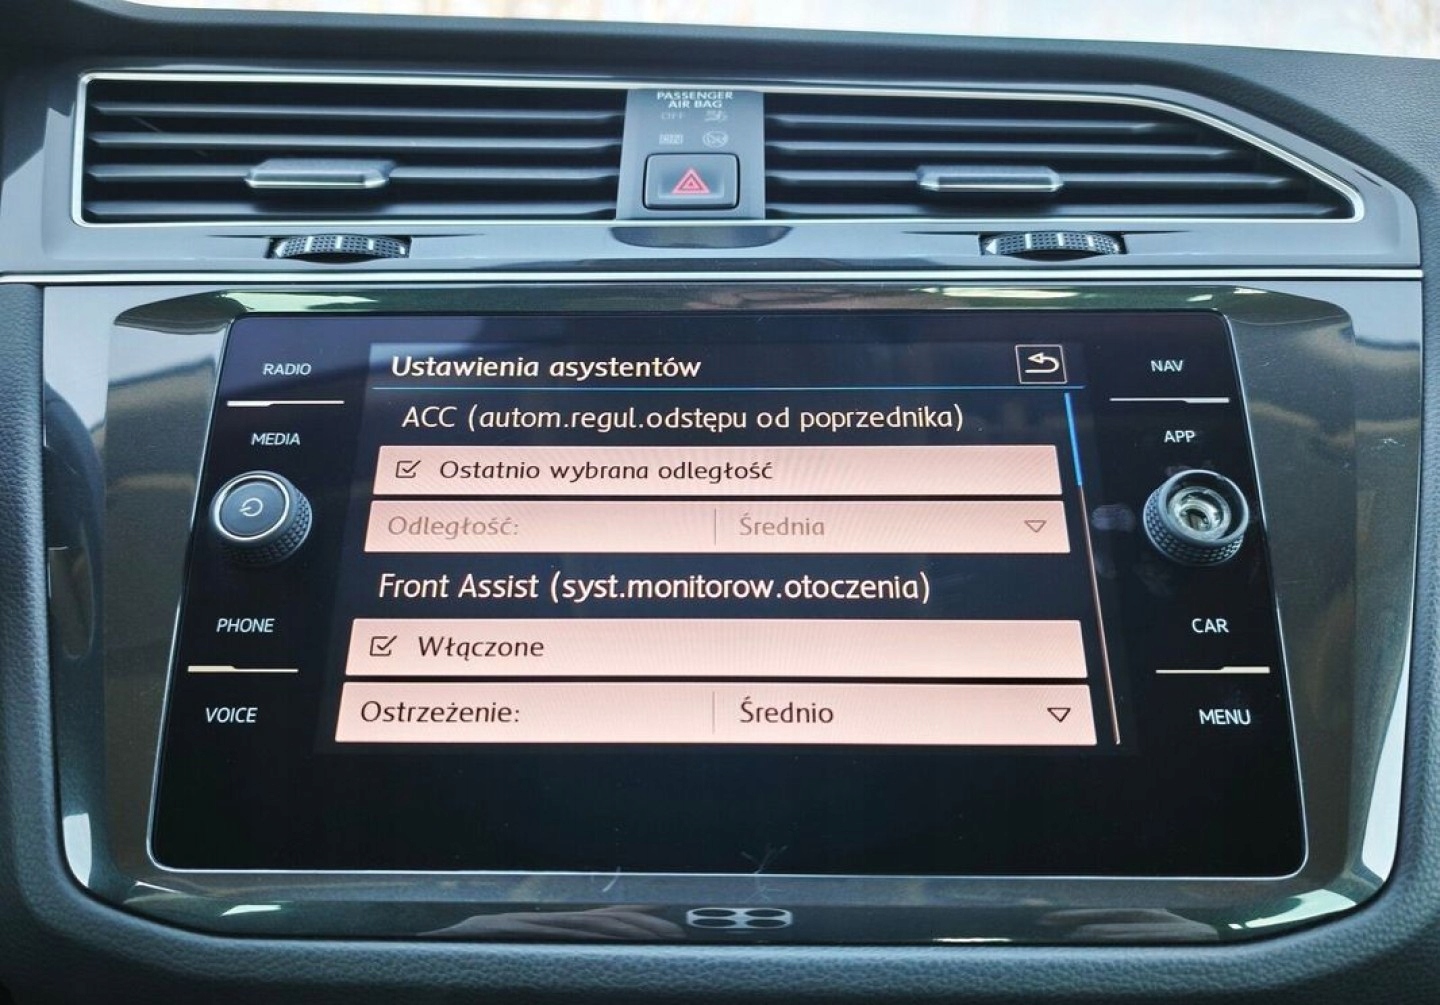 PASSENGER
AIR BAG
OFF
RADIO
MEDIA
PHONE
VOICE
Ustawienia asystentów
ACC (autom.regul.odstępu od poprzednika)
Ostatnio wybrana odległość
Odległość: Średnia
Front Assist (syst.monitorow.otoczenia)
Włączone
Ostrzeżenie: Średnio
NAV
APP
CAR
MENU